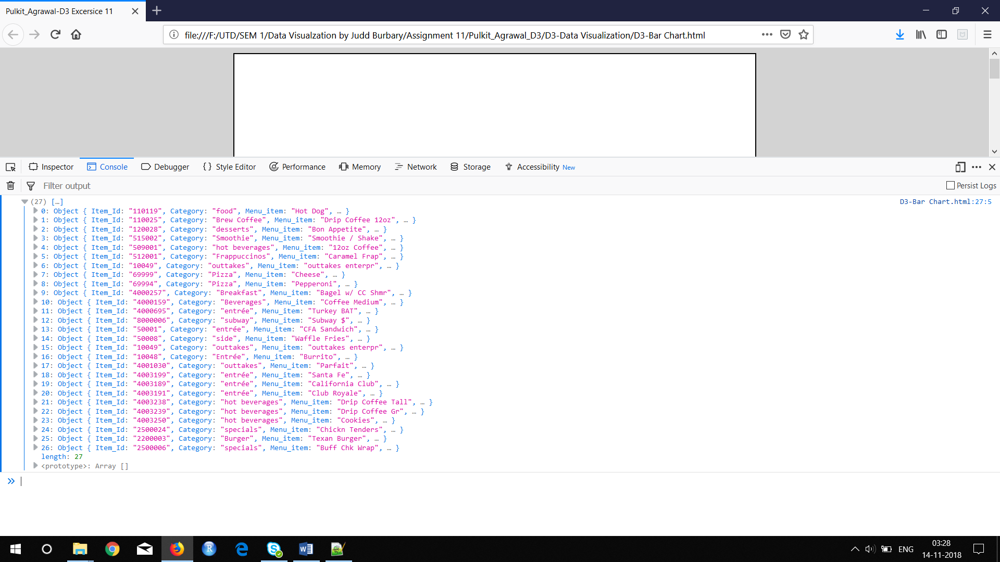 Pulkit_Agrawal-D3 Excersice 11
file:///F:/UTD/SEM 1/Data Visualzation by Judd Burbary/Assignment 11/Pulkit_Agrawal_D3/D3-Data Visualization/D3-Bar Chart.html
Inspector Console Debugger Style Editor Performance Memory Network Storage Accessibility New
Filter output Persist Logs
(27) […] D3-Bar Chart.html:27:5
0: Object { Item_Id: "110119", Category: "food", Menu_item: "Hot Dog", … }
1: Object { Item_Id: "110025", Category: "Brew Coffee", Menu_item: "Drip Coffee 12oz", … }
2: Object { Item_Id: "120028", Category: "desserts", Menu_item: "Bon Appetite", … }
3: Object { Item_Id: "515002", Category: "Smoothie", Menu_item: "Smoothie / Shake", … }
4: Object { Item_Id: "509001", Category: "hot beverages", Menu_item: "12oz Coffee", … }
5: Object { Item_Id: "512001", Category: "Frappuccinos", Menu_item: "Caramel Frap", … }
6: Object { Item_Id: "10049", Category: "outtakes", Menu_item: "outtakes enterpr", … }
7: Object { Item_Id: "69999", Category: "Pizza", Menu_item: "Cheese", … }
8: Object { Item_Id: "69994", Category: "Pizza", Menu_item: "Pepperoni", … }
9: Object { Item_Id: "4000257", Category: "Breakfast", Menu_item: "Bagel w/ CC Shmr", … }
10: Object { Item_Id: "4000159", Category: "Beverages", Menu_item: "Coffee Medium", … }
11: Object { Item_Id: "4000695", Category: "entrée", Menu_item: "Turkey BAT", … }
12: Object { Item_Id: "8000006", Category: "subway", Menu_item: "Subway $", … }
13: Object { Item_Id: "50001", Category: "entrée", Menu_item: "CFA Sandwich", … }
14: Object { Item_Id: "50008", Category: "side", Menu_item: "Waffle Fries", … }
15: Object { Item_Id: "10049", Category: "outtakes", Menu_item: "outtakes enterpr", … }
16: Object { Item_Id: "10048", Category: "Entrée", Menu_item: "Burrito", … }
17: Object { Item_Id: "4001030", Category: "outtakes", Menu_item: "Parfait", … }
18: Object { Item_Id: "4003199", Category: "entrée", Menu_item: "Santa Fe", … }
19: Object { Item_Id: "4003189", Category: "entrée", Menu_item: "California Club", … }
20: Object { Item_Id: "4003191", Category: "entrée", Menu_item: "Club Royale", … }
21: Object { Item_Id: "4003238", Category: "hot beverages", Menu_item: "Drip Coffee Tall", … }
22: Object { Item_Id: "4003239", Category: "hot beverages", Menu_item: "Drip Coffee Gr", … }
23: Object { Item_Id: "4003250", Category: "hot beverages", Menu_item: "Cookies", … }
24: Object { Item_Id: "2500024", Category: "specials", Menu_item: "Chickn Tenders", … }
25: Object { Item_Id: "2200003", Category: "Burger", Menu_item: "Texan Burger", … }
26: Object { Item_Id: "2500006", Category: "specials", Menu_item: "Buff Chk Wrap", … }
length: 27
<prototype>: Array []
ENG
03:28
14-11-2018